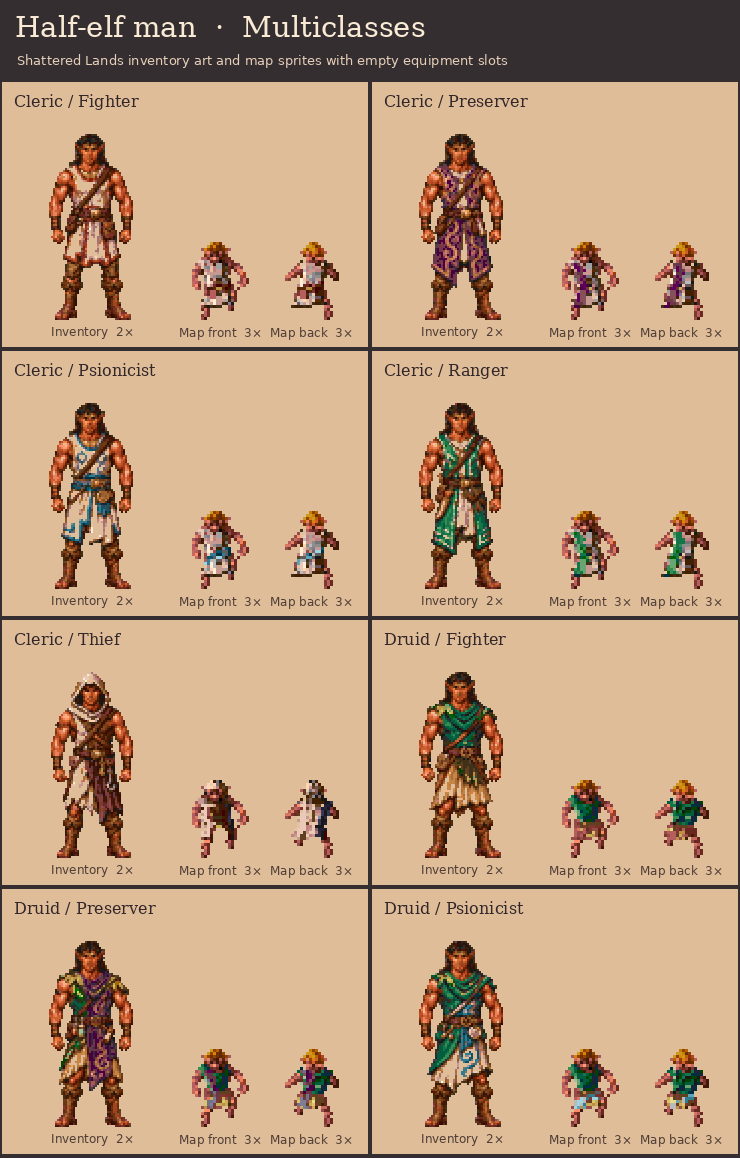 Half-elf man · Multiclasses
Shattered Lands inventory art and map sprites with empty equipment slots
Cleric / Fighter
Inventory 2×
Map front 3×
Map back 3×
Cleric / Preserver
Inventory 2×
Map front 3×
Map back 3×
Cleric / Psionicist
Inventory 2×
Map front 3×
Map back 3×
Cleric / Ranger
Inventory 2×
Map front 3×
Map back 3×
Cleric / Thief
Inventory 2×
Map front 3×
Map back 3×
Druid / Fighter
Inventory 2×
Map front 3×
Map back 3×
Druid / Preserver
Inventory 2×
Map front 3×
Map back 3×
Druid / Psionicist
Inventory 2×
Map front 3×
Map back 3×